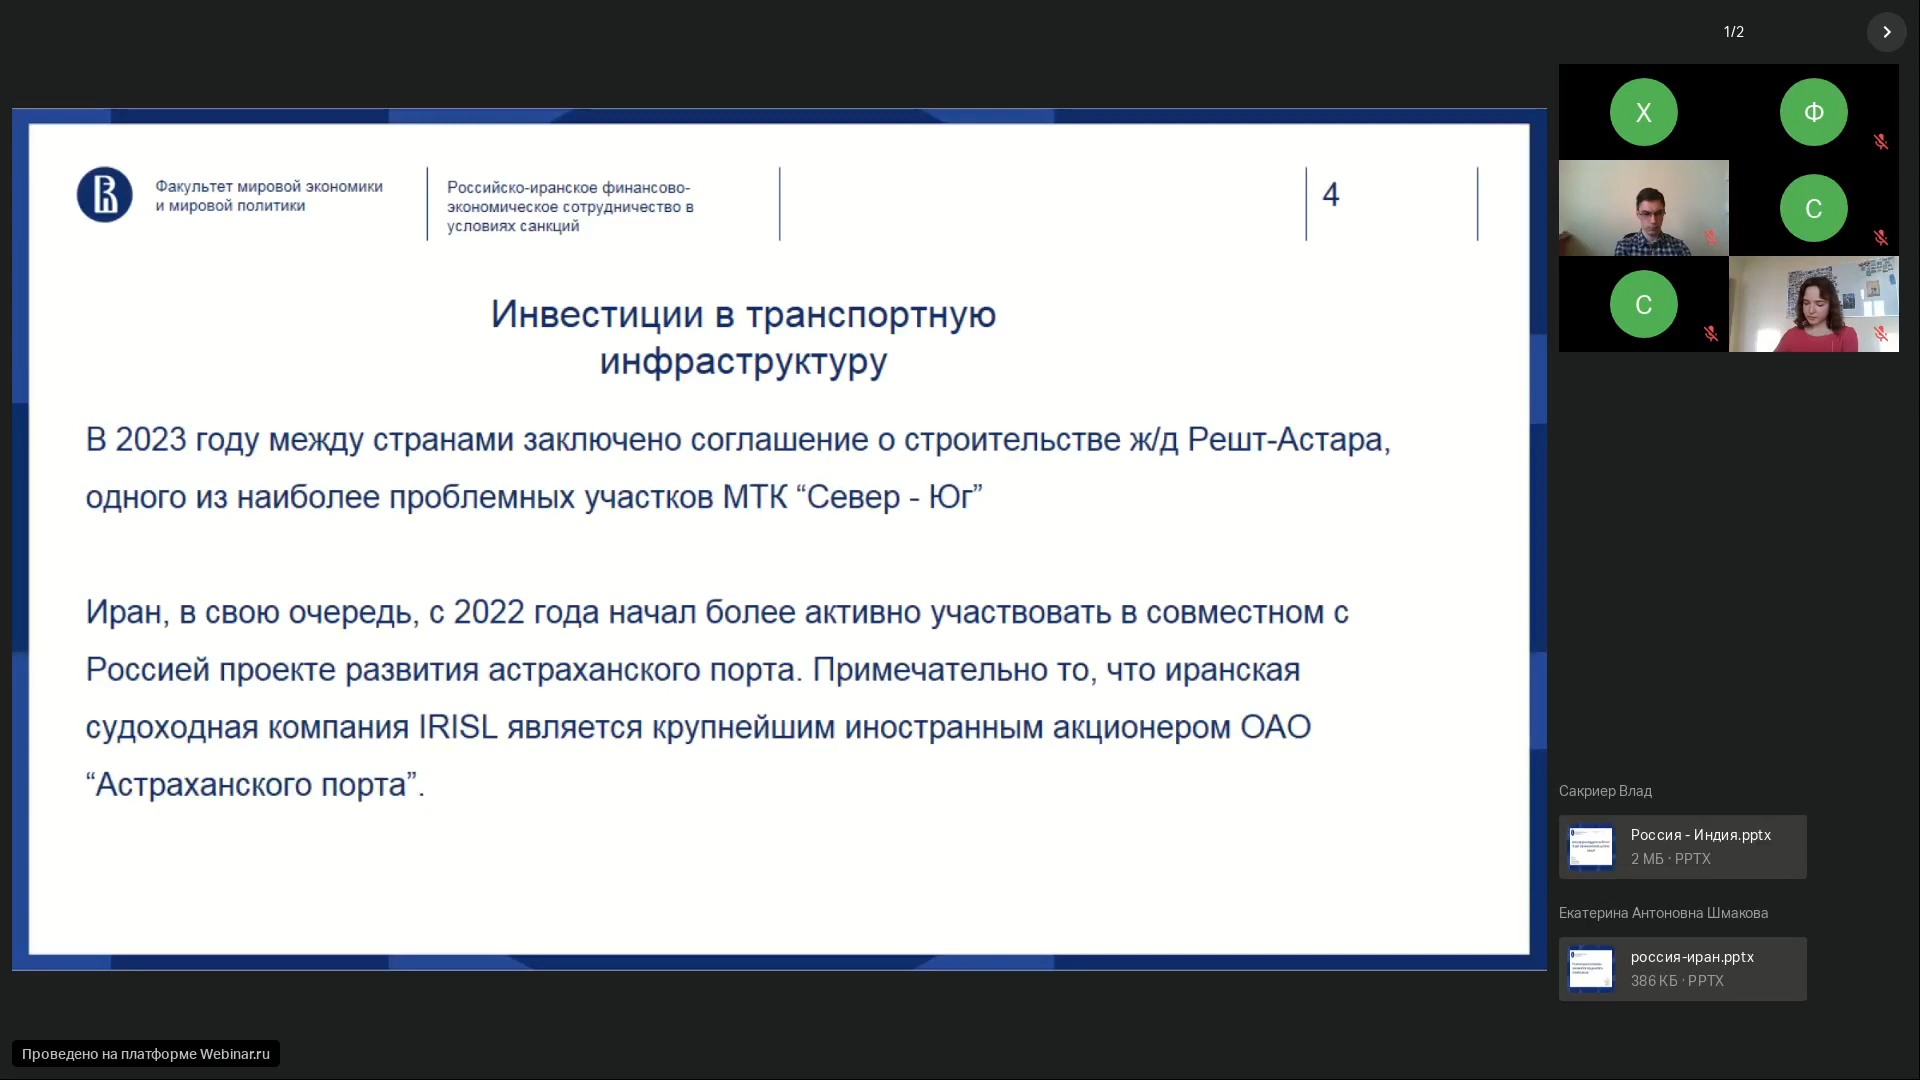 1/2
Факультет мировой экономики
и мировой политики
Российско-иранское финансово-
экономическое сотрудничество в
условиях санкций
4
Инвестиции в транспортную
инфраструктуру
В 2023 году между странами заключено соглашение о строительстве ж/д Решт-Астара,
одного из наиболее проблемных участков МТК “Север - Юг”
Иран, в свою очередь, с 2022 года начал более активно участвовать в совместном с
Россией проекте развития астраханского порта. Примечательно то, что иранская
судоходная компания IRISL является крупнейшим иностранным акционером ОАО
“Астраханского порта”.
Х
Ф
С
С
Сакриер Влад
Россия - Индия.pptx
2 МБ · PPTX
Екатерина Антоновна Шмакова
россия-иран.pptx
386 КБ · PPTX
Проведено на платформе Webinar.ru